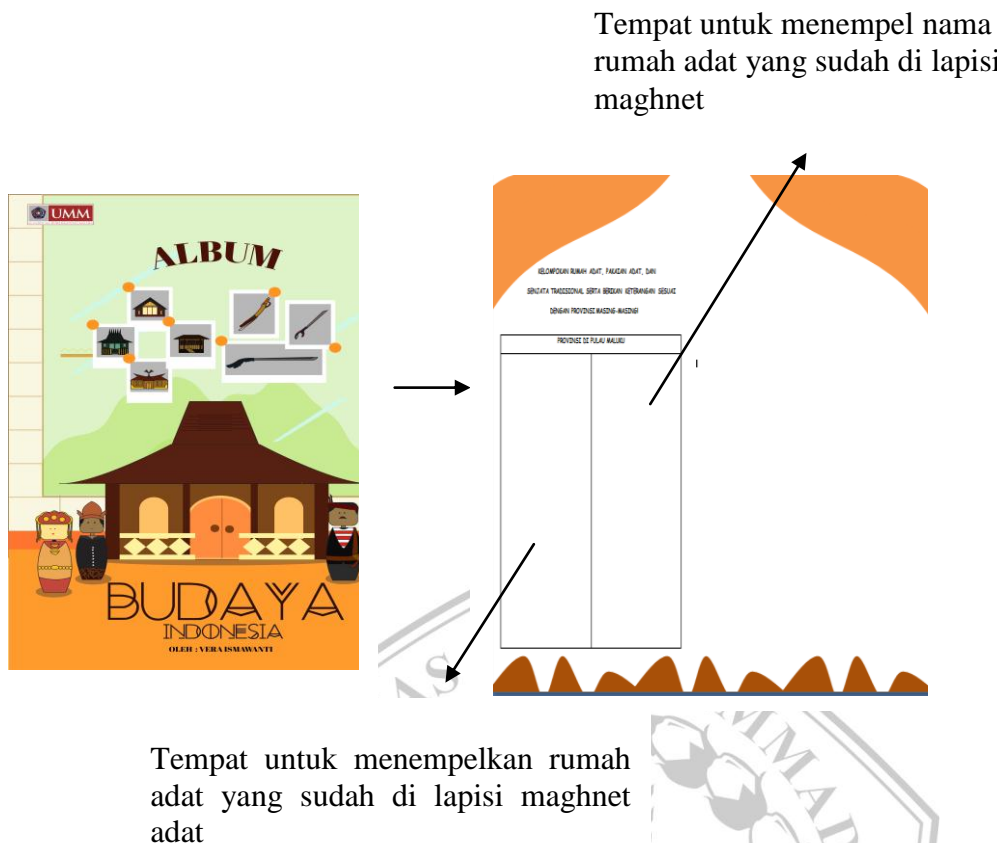 Tempat untuk menempel nama
rumah adat yang sudah di lapisi
maghnet
UMM
ALBUM
BUDAYA
INDONESIA
OLEH : VERA ISMAWANTI
KELOMPOKAN RUMAH ADAT, PAKAIAN ADAT, DAN
SENJATA TRADISIONAL SERTA BERIKAN KETERANGAN SESUAI
DENGAN PROVINSI MASING-MASING!
PROVINSI DI PULAU MALUKU
AS
Tempat untuk menempelkan rumah
adat yang sudah di lapisi maghnet
adat
MMAD